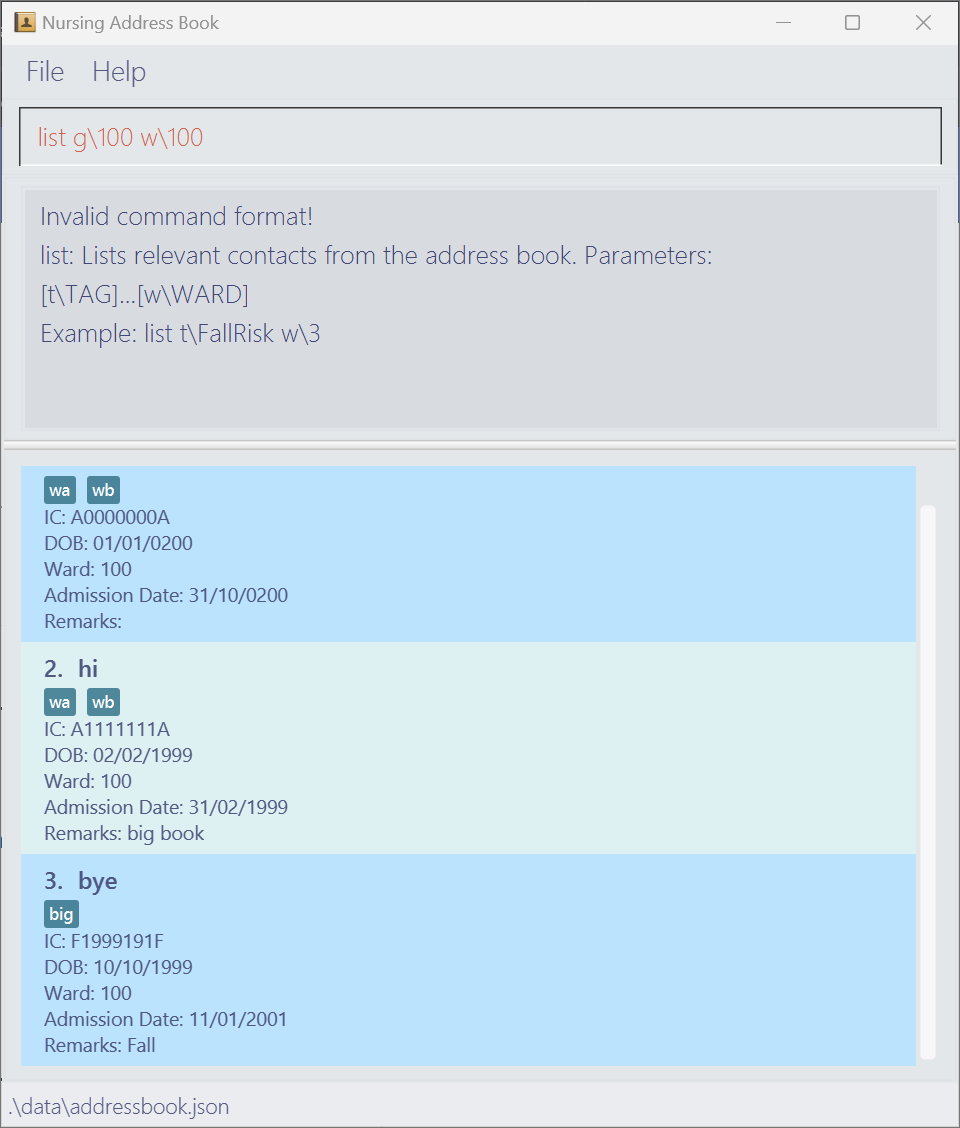 Nursing Address Book
File Help
list g\100 w\100
Invalid command format!
list: Lists relevant contacts from the address book. Parameters:
[t\TAG]...[w\WARD]
Example: list t\FallRisk w\3
wa wb
IC: A0000000A
DOB: 01/01/0200
Ward: 100
Admission Date: 31/10/0200
Remarks:
2. hi
wa wb
IC: A1111111A
DOB: 02/02/1999
Ward: 100
Admission Date: 31/02/1999
Remarks: big book
3. bye
big
IC: F1999191F
DOB: 10/10/1999
Ward: 100
Admission Date: 11/01/2001
Remarks: Fall
.\data\addressbook.json